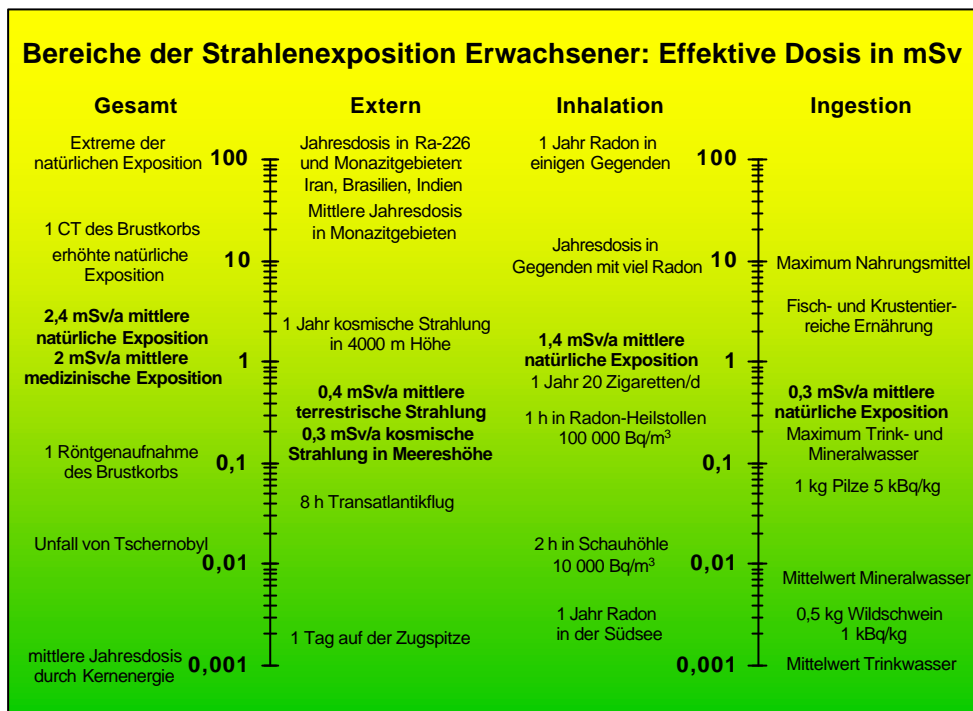 Bereiche der Strahlenexposition Erwachsener: Effektive Dosis in mSv
Gesamt
Extreme der
natürlichen Exposition
1 CT des Brustkorbs
erhöhte natürliche
Exposition
2,4 mSv/a mittlere
natürliche Exposition
2 mSv/a mittlere
medizinische Exposition
1 Röntgenaufnahme
des Brustkorbs
Unfall von Tschernobyl
mittlere Jahresdosis
durch Kernenergie
100
10
1
0,1
0,01
0,001
Extern
Jahresdosis in Ra-226
und Monazitgebieten:
Iran, Brasilien, Indien
Mittlere Jahresdosis
in Monazitgebieten
1 Jahr kosmische Strahlung
in 4000 m Höhe
0,4 mSv/a mittlere
terrestrische Strahlung
0,3 mSv/a kosmische
Strahlung in Meereshöhe
8 h Transatlantikflug
1 Tag auf der Zugspitze
Inhalation
1 Jahr Radon in
einigen Gegenden
Jahresdosis in
Gegenden mit viel Radon
1,4 mSv/a mittlere
natürliche Exposition
1 Jahr 20 Zigaretten/d
1 h in Radon-Heilstollen
100 000 Bq/m³
2 h in Schauhöhle
10 000 Bq/m³
1 Jahr Radon
in der Südsee
100
10
1
0,1
0,01
0,001
Ingestion
Maximum Nahrungsmittel
Fisch- und Krustentier-
reiche Ernährung
0,3 mSv/a mittlere
natürliche Exposition
Maximum Trink- und
Mineralwasser
1 kg Pilze 5 kBq/kg
Mittelwert Mineralwasser
0,5 kg Wildschwein
1 kBq/kg
Mittelwert Trinkwasser